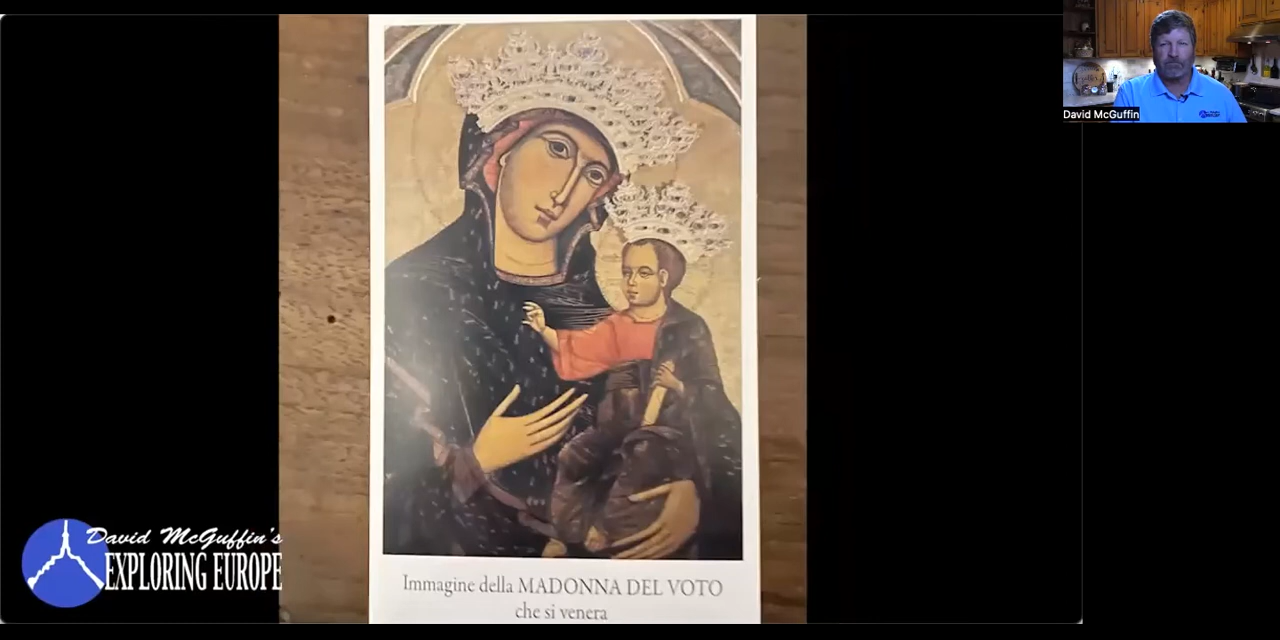 David McGuffin
David McGuffin's
EXPLORING EUROPE
Immagine della MADONNA DEL VOTO
che si venera